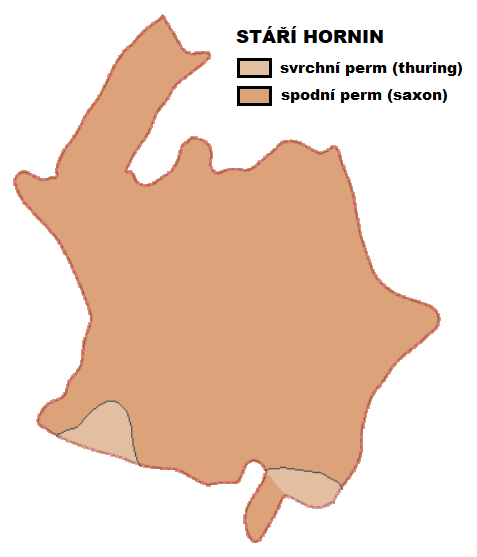 STÁŘÍ HORNIN
svrchní perm (thuring)
spodní perm (saxon)